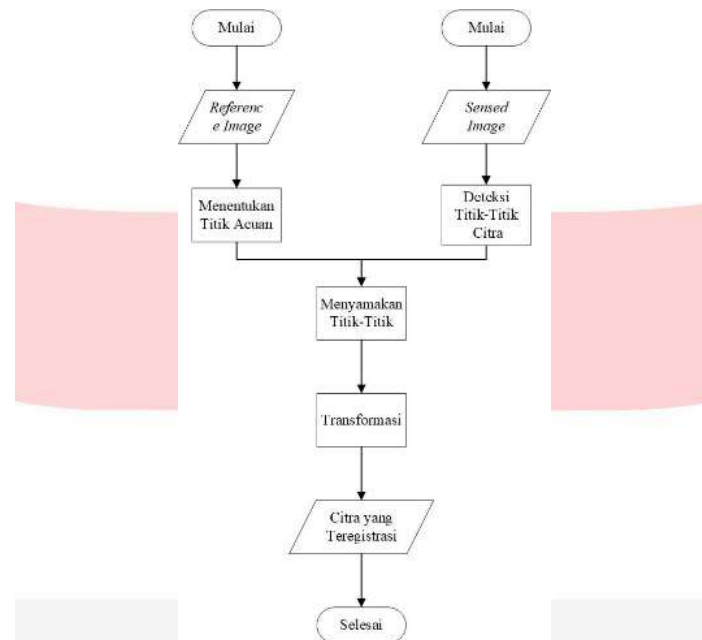 Mulai
Mulai
Referenc
e Image
Sensed
Image
Menentukan
Titik Acuan
Deteksi
Titik-Titik
Citra
Menyamakan
Titik-Titik
Transformasi
Citra yang
Teregistrasi
Selesai